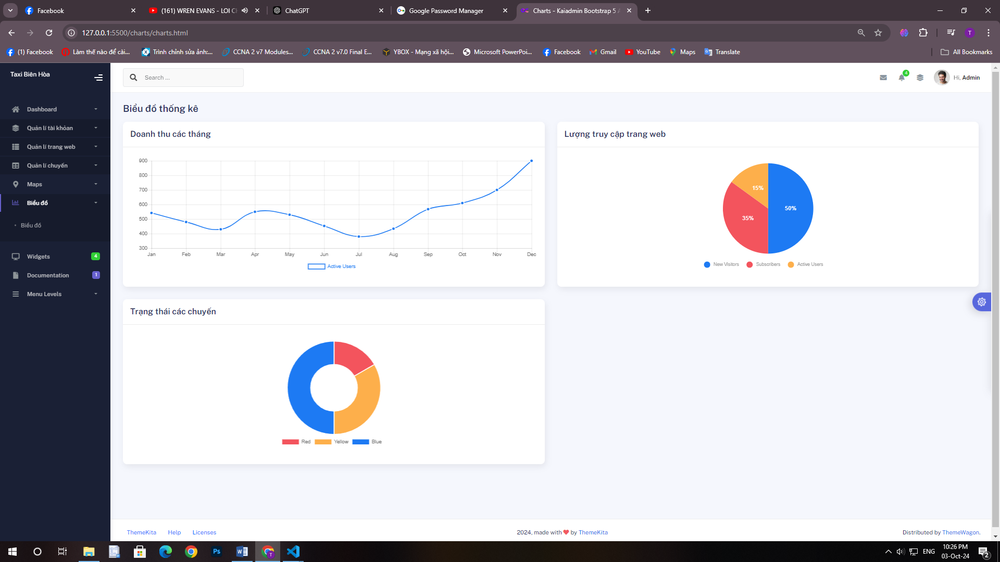 Facebook
(161) WREN EVANS - LOI C
ChatGPT
Google Password Manager
Charts - Kaiadmin Bootstrap 5 A
127.0.0.1:5500/charts/charts.html
T
(1) Facebook
Làm thế nào để cài...
Trình chỉnh sửa ảnh:...
CCNA 2 v7 Modules...
CCNA 2 v7.0 Final E...
YBOX - Mạng xã hội...
Microsoft PowerPoi...
Facebook
Gmail
YouTube
Maps
Translate
All Bookmarks
Taxi Biên Hòa
Search ...
4
Hi, Admin
Dashboard
Quản lí tài khỏan
Quản lí trang web
Quản lí chuyến
Maps
Biểu đồ
Biểu đồ
Widgets 4
Documentation 1
Menu Levels
Biểu đồ thống kê
Doanh thu các tháng
900
800
700
600
500
400
300
Jan Feb Mar Apr May Jun Jul Aug Sep Oct Nov Dec
Active Users
Lượng truy cập trang web
15%
50%
35%
New Visitors Subscribers Active Users
Trạng thái các chuyến
Red Yellow Blue
ThemeKita Help Licenses
2024, made with by ThemeKita
Distributed by ThemeWagon.
Ps
W
T
ENG
10:26 PM
03-Oct-24
2